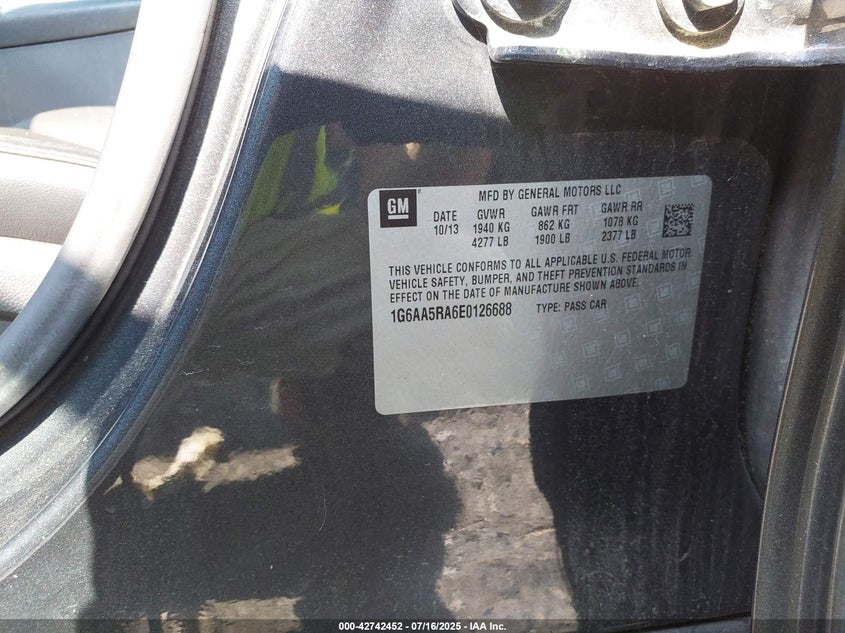 GM
MFD BY GENERAL MOTORS LLC
DATE GVWR GAWR FRT GAWR RR
10/13 1940 KG 862 KG 1078 KG
4277 LB 1900 LB 2377 LB
THIS VEHICLE CONFORMS TO ALL APPLICABLE U.S. FEDERAL MOTOR
VEHICLE SAFETY, BUMPER, AND THEFT PREVENTION STANDARDS IN
EFFECT ON THE DATE OF MANUFACTURE SHOWN ABOVE.
1G6AA5RA6E0126688 TYPE: PASS CAR
000-42742452 - 07/16/2025 - IAA Inc.